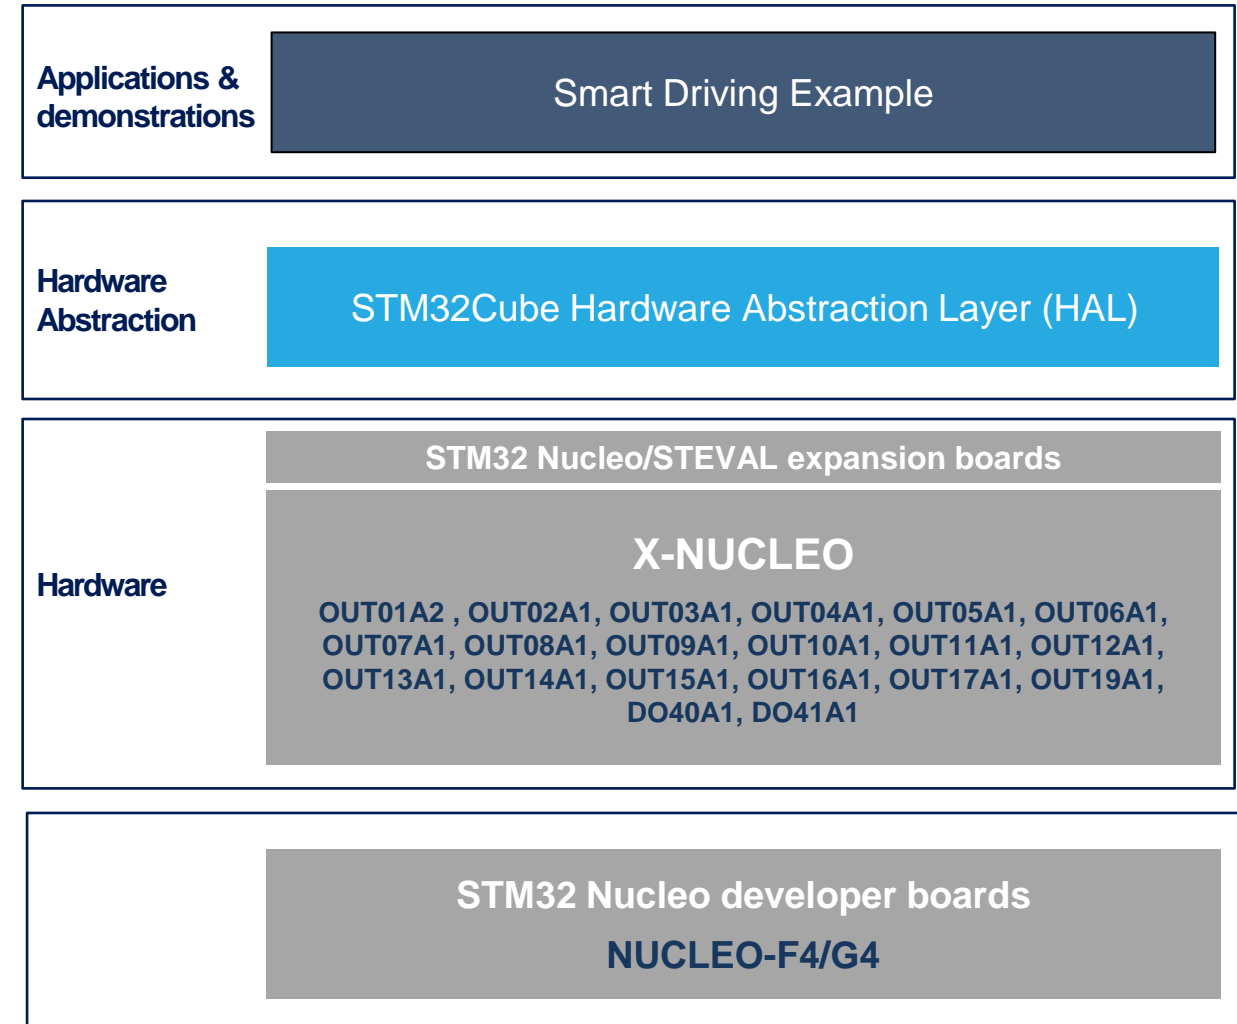 Applications &
demonstrations
Smart Driving Example
Hardware
Abstraction
STM32Cube Hardware Abstraction Layer (HAL)
Hardware
STM32 Nucleo/STEVAL expansion boards
X-NUCLEO
OUT01A2 , OUT02A1, OUT03A1, OUT04A1, OUT05A1, OUT06A1,
OUT07A1, OUT08A1, OUT09A1, OUT10A1, OUT11A1, OUT12A1,
OUT13A1, OUT14A1, OUT15A1, OUT16A1, OUT17A1, OUT19A1,
DO40A1, DO41A1
STM32 Nucleo developer boards
NUCLEO-F4/G4